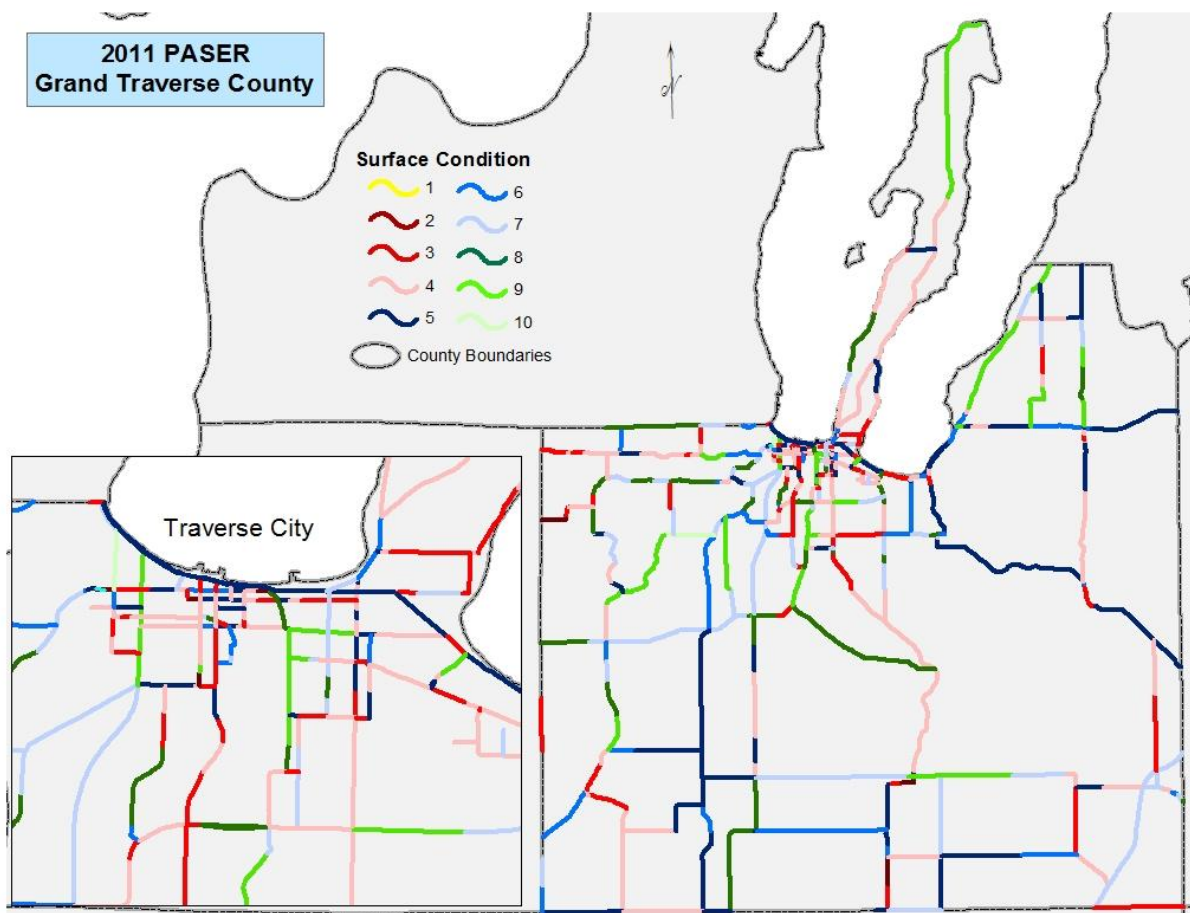 2011 PASER
Grand Traverse County
N
Surface Condition
1 6
2 7
3 8
4 9
5 10
County Boundaries
Traverse City